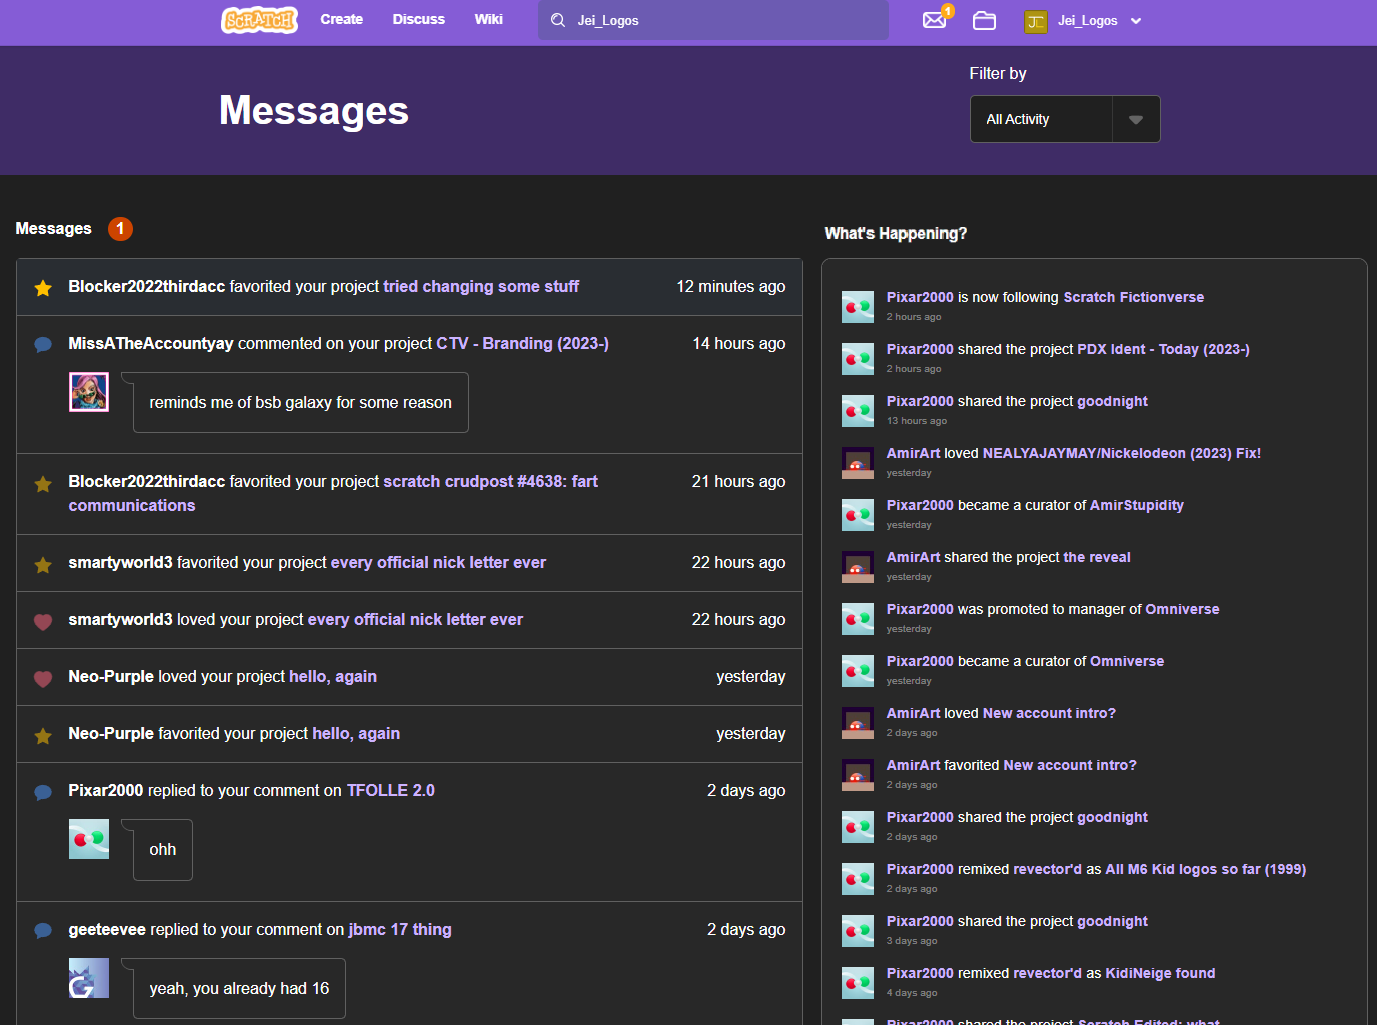 SCRATCH
Create
Discuss
Wiki
Jei_Logos
1
JC
Jei_Logos
Messages
Filter by
All Activity
Messages 1
Blocker2022thirdacc favorited your project tried changing some stuff
12 minutes ago
MissATheAccountyay commented on your project CTV - Branding (2023-)
14 hours ago
reminds me of bsb galaxy for some reason
Blocker2022thirdacc favorited your project scratch crudpost #4638: fart
communications
21 hours ago
smartyworld3 favorited your project every official nick letter ever
22 hours ago
smartyworld3 loved your project every official nick letter ever
22 hours ago
Neo-Purple loved your project hello, again
yesterday
Neo-Purple favorited your project hello, again
yesterday
Pixar2000 replied to your comment on TFOLLE 2.0
2 days ago
ohh
geeteevee replied to your comment on jbmc 17 thing
2 days ago
G
yeah, you already had 16
What's Happening?
Pixar2000 is now following Scratch Fictionverse
2 hours ago
Pixar2000 shared the project PDX Ident - Today (2023-)
2 hours ago
Pixar2000 shared the project goodnight
13 hours ago
AmirArt loved NEALYAJAYMAY/Nickelodeon (2023) Fix!
yesterday
Pixar2000 became a curator of AmirStupidity
yesterday
AmirArt shared the project the reveal
yesterday
Pixar2000 was promoted to manager of Omniverse
yesterday
Pixar2000 became a curator of Omniverse
yesterday
AmirArt loved New account intro?
2 days ago
AmirArt favorited New account intro?
2 days ago
Pixar2000 shared the project goodnight
2 days ago
Pixar2000 remixed revector'd as All M6 Kid logos so far (1999)
2 days ago
Pixar2000 shared the project goodnight
3 days ago
Pixar2000 remixed revector'd as KidiNeige found
4 days ago
Pixar2000 shared the project Scratch Edited: what